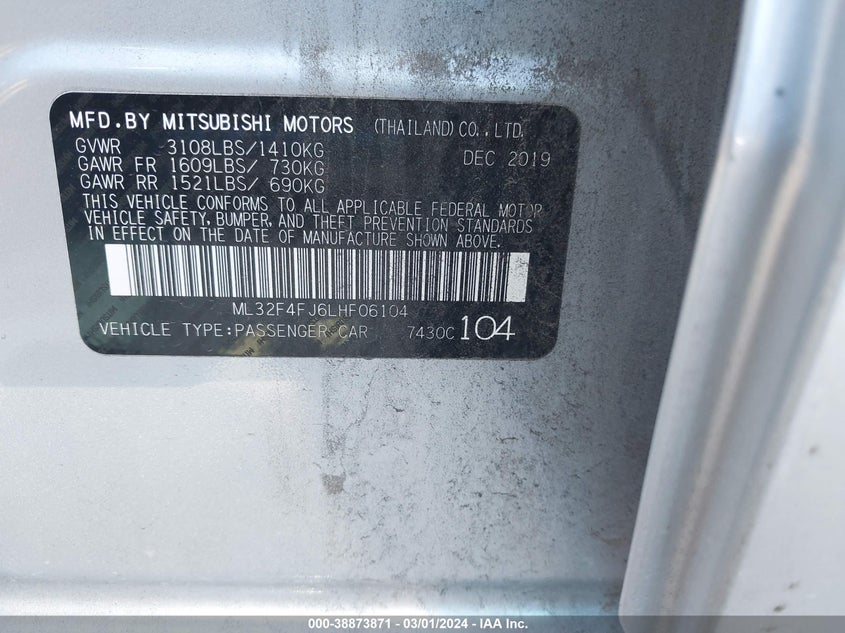 MFD.BY MITSUBISHI MOTORS (THAILAND) CO.,LTD.
GVWR 3108LBS/1410KG DEC 2019
GAWR FR 1609LBS/ 730KG
GAWR RR 1521LBS/ 690KG
THIS VEHICLE CONFORMS TO ALL APPLICABLE FEDERAL MOTOR
VEHICLE SAFETY, BUMPER, AND THEFT PREVENTION STANDARDS
IN EFFECT ON THE DATE OF MANUFACTURE SHOWN ABOVE.
ML32F4FJ6LHF06104
VEHICLE TYPE:PASSENGER CAR 7430C 104
000-38873871 - 03/01/2024 - IAA Inc.